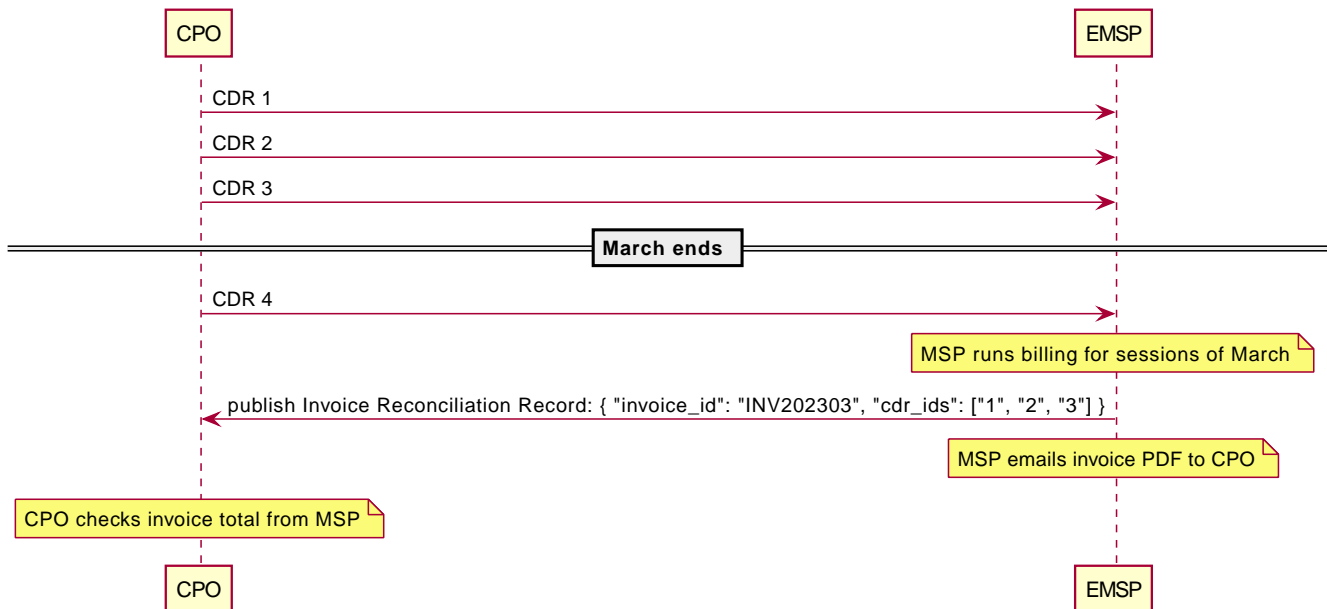 CPO
EMSP
CDR 1
CDR 2
CDR 3
March ends
CDR 4
MSP runs billing for sessions of March
publish Invoice Reconciliation Record: { "invoice_id": "INV202303", "cdr_ids": ["1", "2", "3"] }
MSP emails invoice PDF to CPO
CPO checks invoice total from MSP
CPO
EMSP